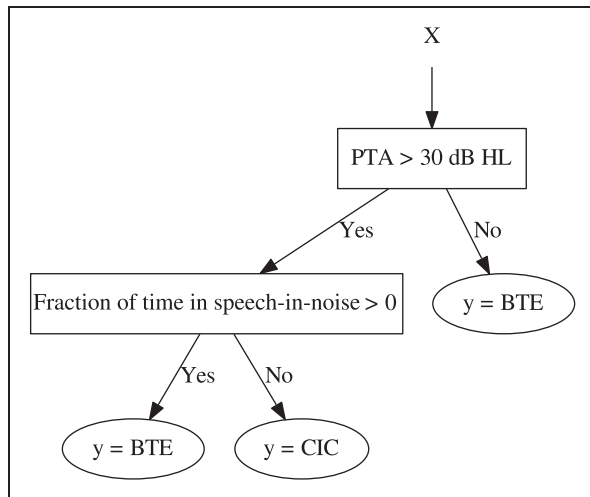 X
PTA > 30 dB HL
Yes
No
Fraction of time in speech-in-noise > 0
y = BTE
Yes
No
y = BTE
y = CIC